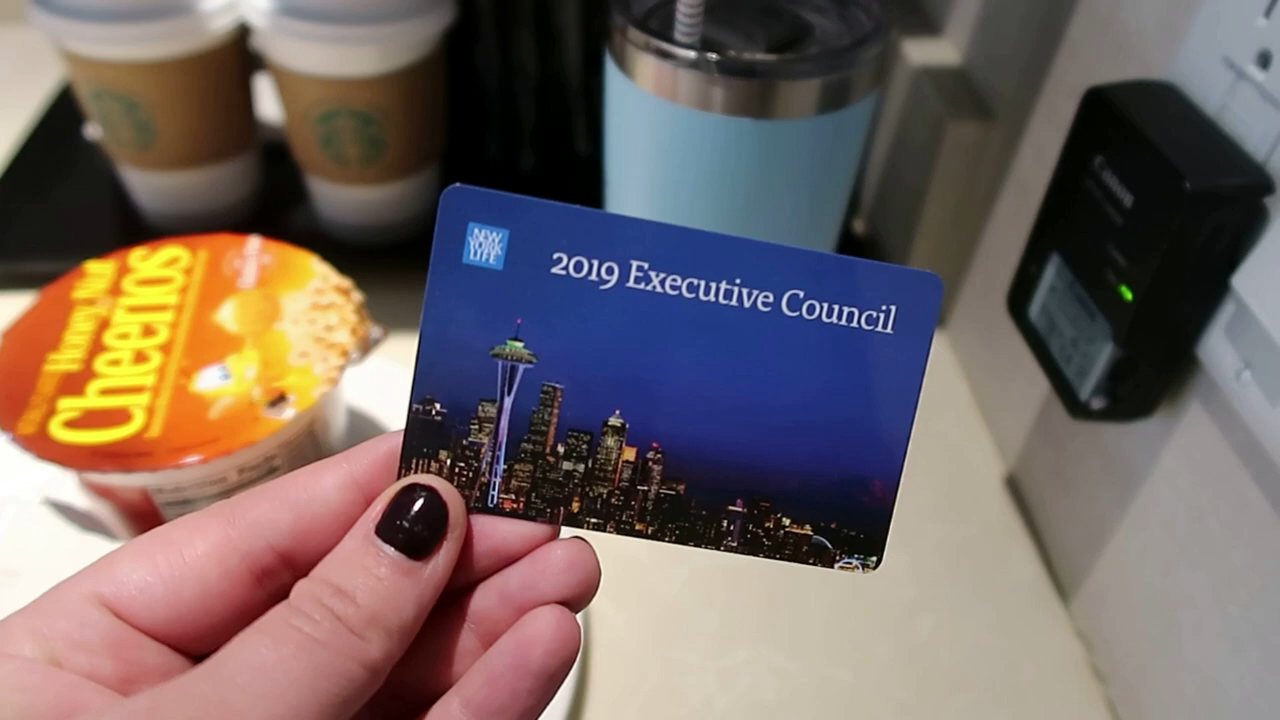 NEW
YORK
LIFE
2019 Executive Council
Honey Nut
Cheerios
Canon